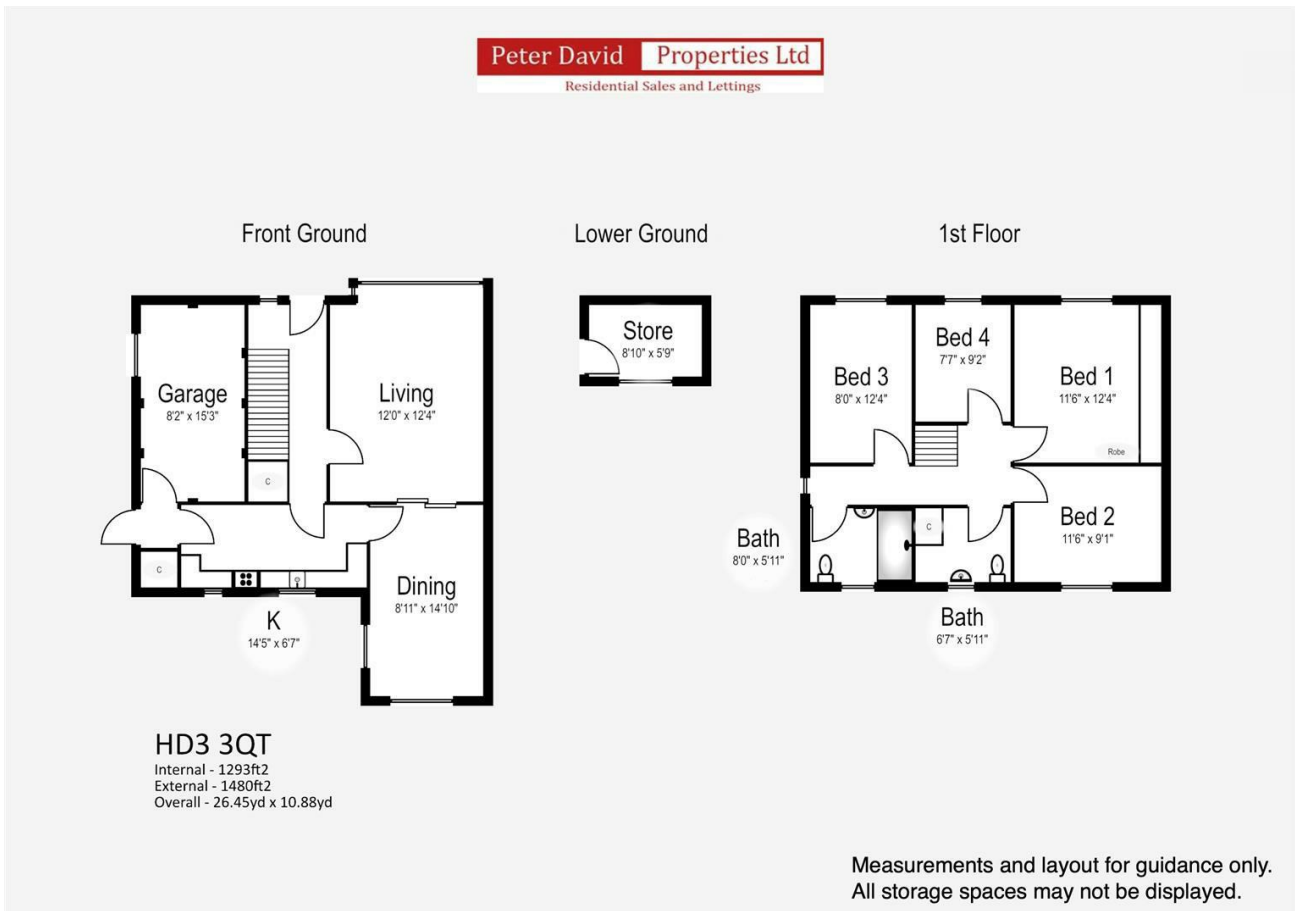 Peter David Properties Ltd
Residential Sales and Lettings
Front Ground
Lower Ground
1st Floor
Garage
8'2" x 15'3"
Living
12'0" x 12'4"
C
C
K
14'5" x 6'7"
Dining
8'11" x 14'10"
Store
8'10" x 5'9"
Bed 3
8'0" x 12'4"
Bed 4
7'7" x 9'2"
Bed 1
11'6" x 12'4"
Robe
Bed 2
11'6" x 9'1"
C
Bath
8'0" x 5'11"
Bath
6'7" x 5'11"
HD3 3QT
Internal - 1293ft2
External - 1480ft2
Overall - 26.45yd x 10.88yd
Measurements and layout for guidance only.
All storage spaces may not be displayed.